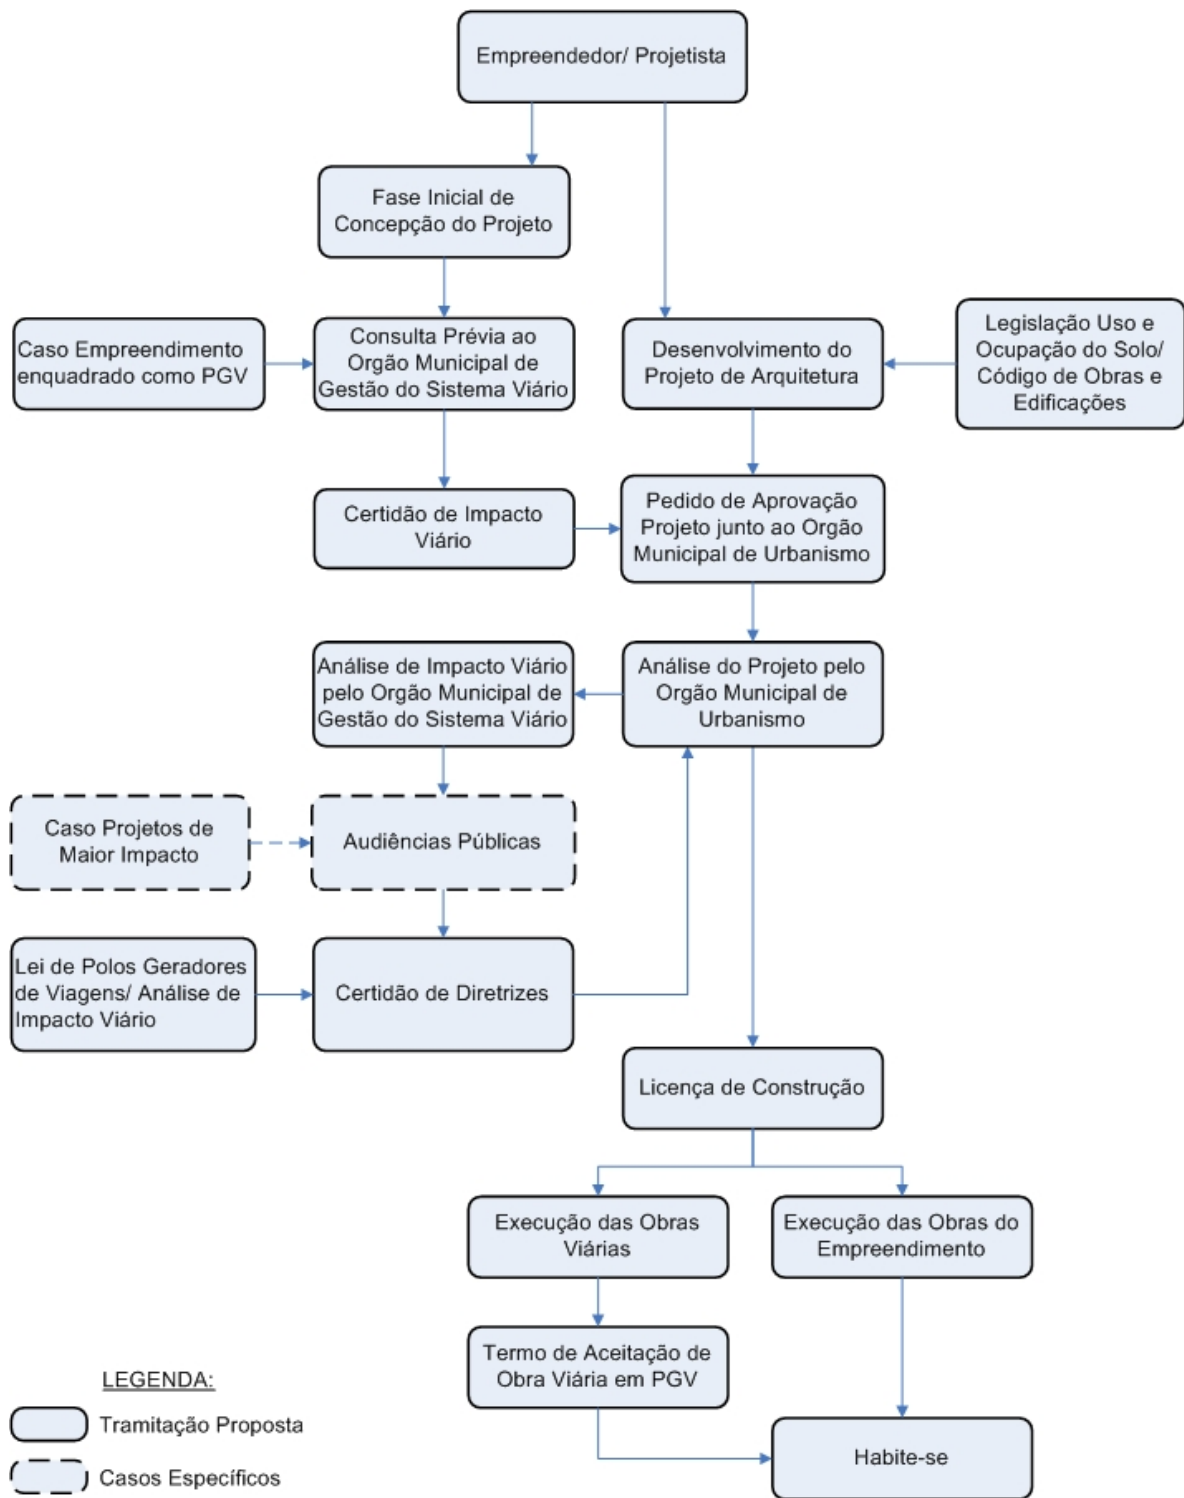 Empreendedor/ Projetista
Fase Inicial de
Concepção do Projeto
Caso Empreendimento
enquadrado como PGV
Consulta Prévia ao
Orgão Municipal de
Gestão do Sistema Viário
Desenvolvimento do
Projeto de Arquitetura
Legislação Uso e
Ocupação do Solo/
Código de Obras e
Edificações
Certidão de Impacto
Viário
Pedido de Aprovação
Projeto junto ao Orgão
Municipal de Urbanismo
Análise de Impacto Viário
pelo Orgão Municipal de
Gestão do Sistema Viário
Análise do Projeto pelo
Orgão Municipal de
Urbanismo
Caso Projetos de
Maior Impacto
Audiências Públicas
Lei de Polos Geradores
de Viagens/ Análise de
Impacto Viário
Certidão de Diretrizes
Licença de Construção
Execução das Obras
Viárias
Execução das Obras do
Empreendimento
Termo de Aceitação de
Obra Viária em PGV
Habite-se
LEGENDA:
Tramitação Proposta
Casos Específicos